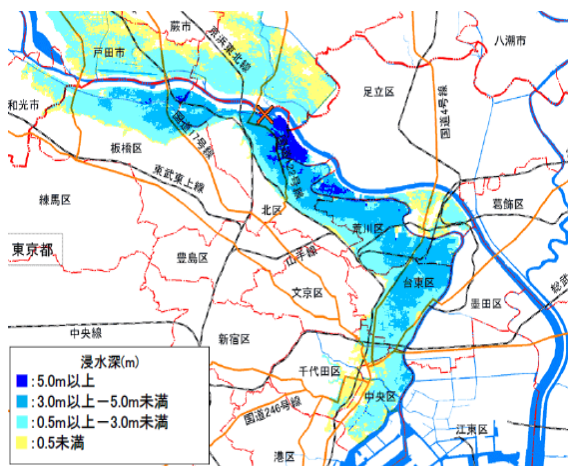 蕨市
京浜東北線
八潮市
戸田市
足立区
国道4号線
和光市
国道17号線
板橋区
東武東上線
練馬区
北区
葛飾区
荒川区
東京都
豊島区
山手線
台東区
文京区
墨田区
総武
中央線
新宿区
千代田区
中央区
国道246号線
江東区
港区
浸水深(m)
:5.0m以上
:3.0m以上ー5.0m未満
:0.5m以上ー3.0m未満
:0.5未満